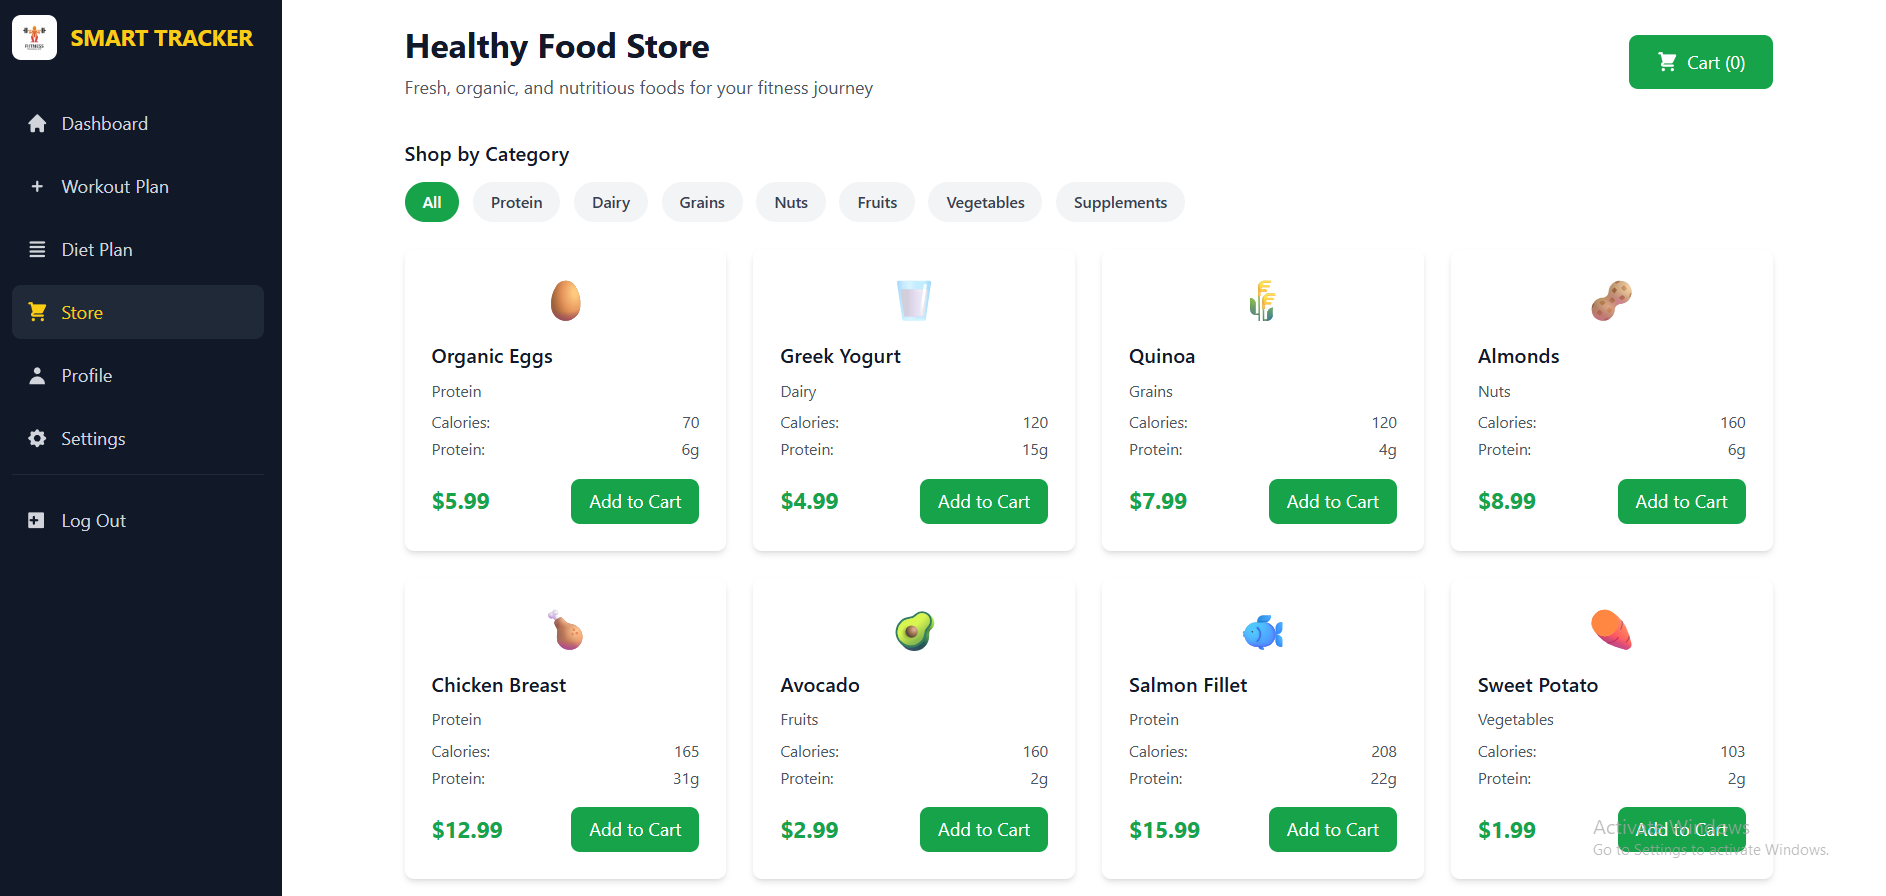 FITNESS
SMART TRACKER
Dashboard
Workout Plan
Diet Plan
Store
Profile
Settings
Log Out
Healthy Food Store
Fresh, organic, and nutritious foods for your fitness journey
Cart (0)
Shop by Category
All Protein Dairy Grains Nuts Fruits Vegetables Supplements
Organic Eggs
Protein
Calories: 70
Protein: 6g
$5.99 Add to Cart
Greek Yogurt
Dairy
Calories: 120
Protein: 15g
$4.99 Add to Cart
Quinoa
Grains
Calories: 120
Protein: 4g
$7.99 Add to Cart
Almonds
Nuts
Calories: 160
Protein: 6g
$8.99 Add to Cart
Chicken Breast
Protein
Calories: 165
Protein: 31g
$12.99 Add to Cart
Avocado
Fruits
Calories: 160
Protein: 2g
$2.99 Add to Cart
Salmon Fillet
Protein
Calories: 208
Protein: 22g
$15.99 Add to Cart
Sweet Potato
Vegetables
Calories: 103
Protein: 2g
$1.99 Add to Cart
Activate Windows
Go to Settings to activate Windows.